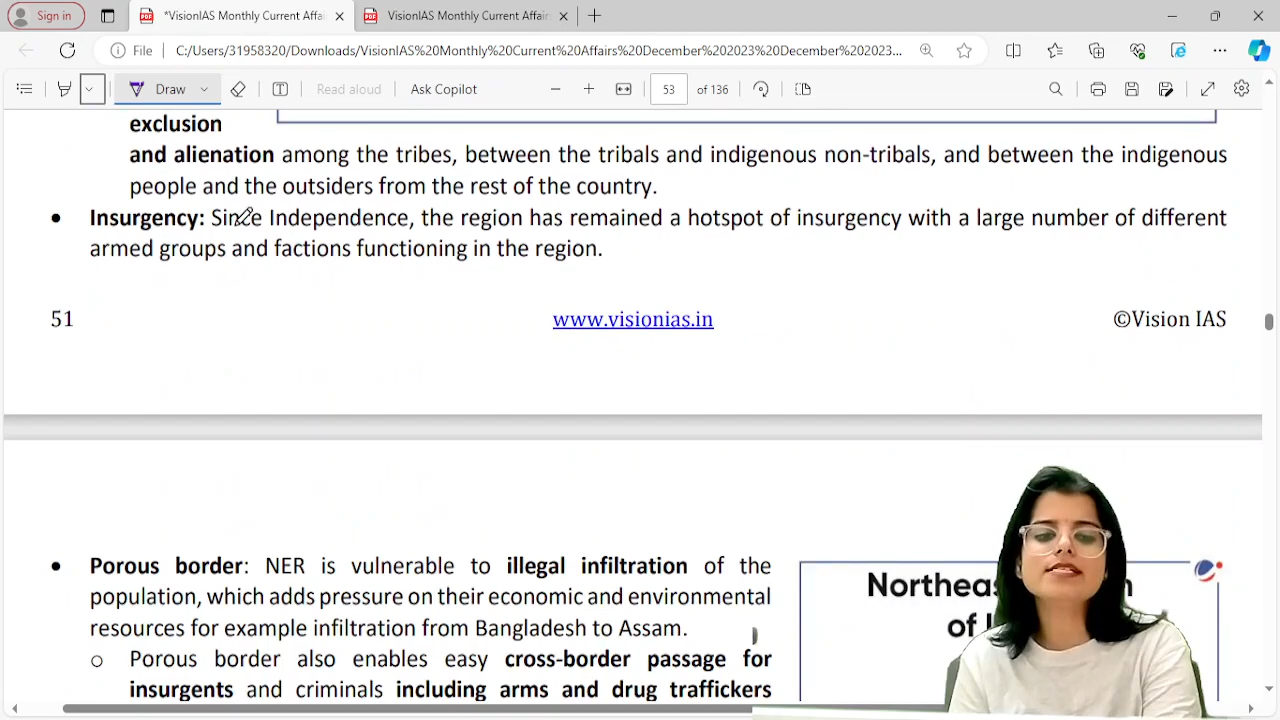 Sign in
*VisionIAS Monthly Current Affai
VisionIAS Monthly Current Affair
File
C:/Users/31958320/Downloads/VisionIAS%20Monthly%20Current%20Affairs%20December%202023%20December%202023...
Draw
Read aloud
Ask Copilot
53
of 136
exclusion
and alienation among the tribes, between the tribals and indigenous non-tribals, and between the indigenous
people and the outsiders from the rest of the country.
• Insurgency: Since Independence, the region has remained a hotspot of insurgency with a large number of different
armed groups and factions functioning in the region.
51
www.visionias.in
©Vision IAS
• Porous border: NER is vulnerable to illegal infiltration of the
population, which adds pressure on their economic and environmental
resources for example infiltration from Bangladesh to Assam.
o Porous border also enables easy cross-border passage for
insurgents and criminals including arms and drug traffickers